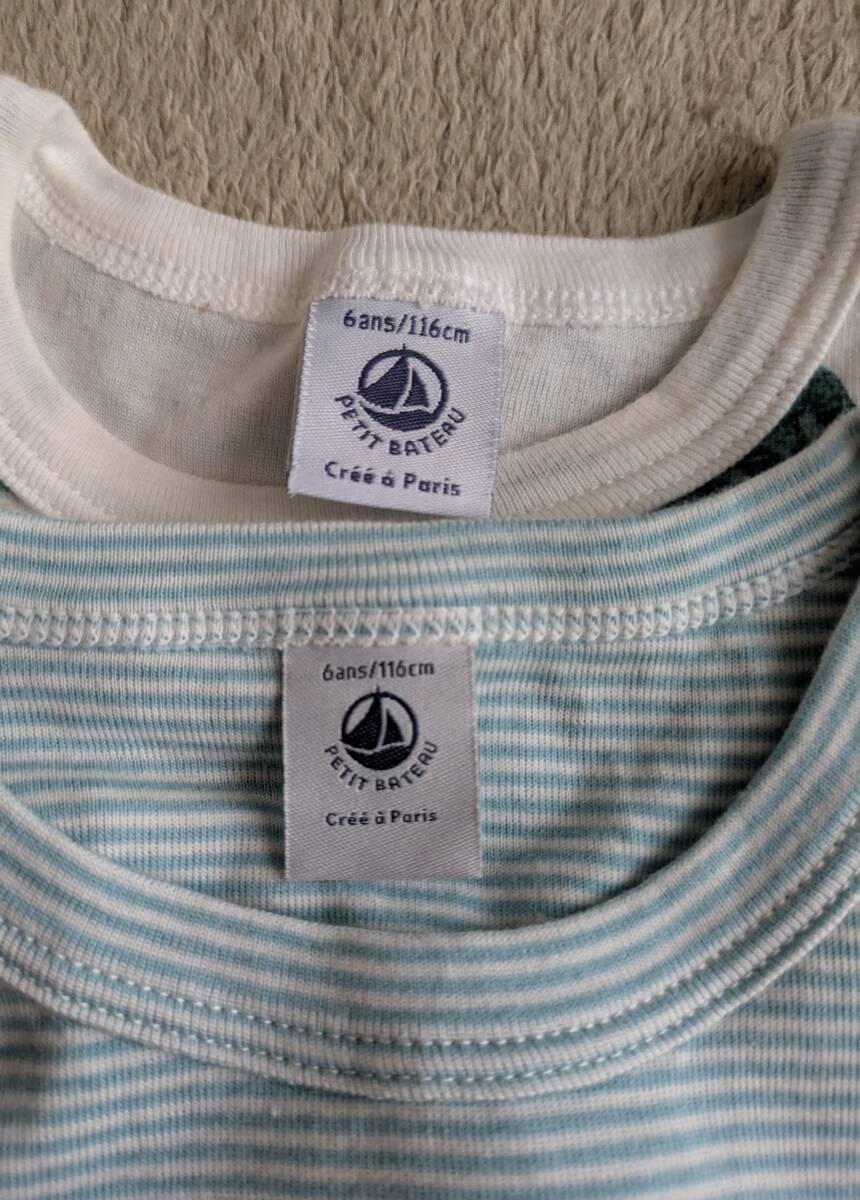 6ans/116cm
PETIT BATEAU
Créé à Paris
6ans/116cm
PETIT BATEAU
Créé à Paris